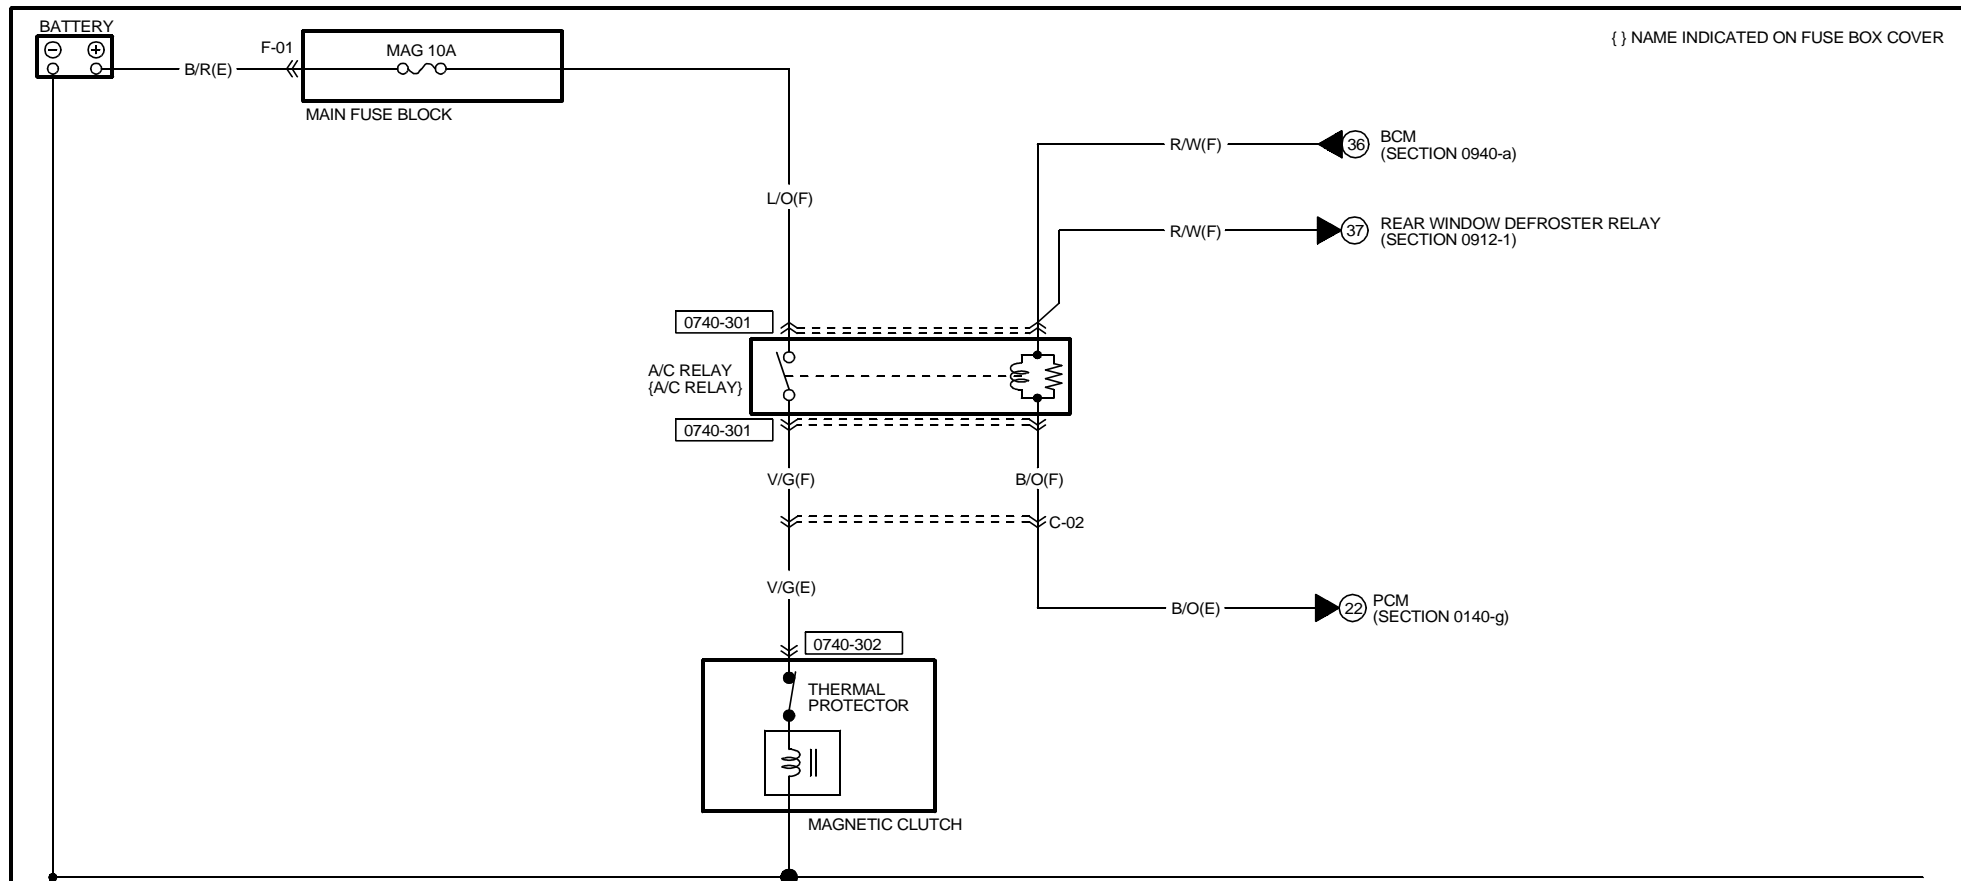 BATTERY
{ } NAME INDICATED ON FUSE BOX COVER
F-01
MAG 10A
B/R(E)
MAIN FUSE BLOCK
R/W(F)
36
BCM
(SECTION 0940-a)
L/O(F)
R/W(F)
37
REAR WINDOW DEFROSTER RELAY
(SECTION 0912-1)
0740-301
A/C RELAY
{A/C RELAY}
0740-301
V/G(F)
B/O(F)
C-02
V/G(E)
B/O(E)
22
PCM
(SECTION 0140-g)
0740-302
THERMAL
PROTECTOR
MAGNETIC CLUTCH